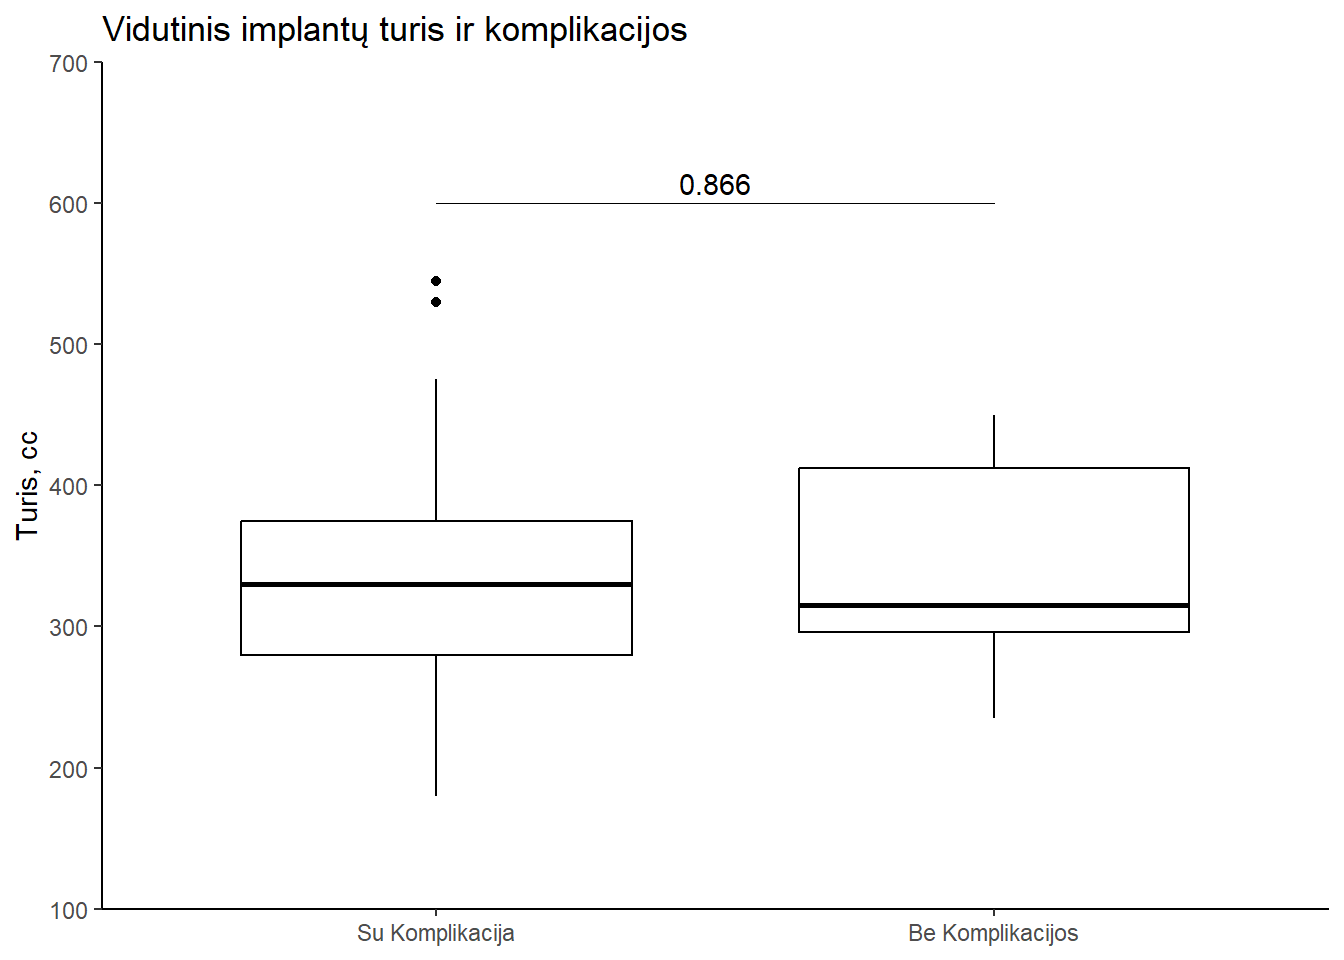 Vidutinis implantų turis ir komplikacijos
700
0.866
600
500
Turis, cc
400
300
200
100
Su Komplikacija
Be Komplikacijos